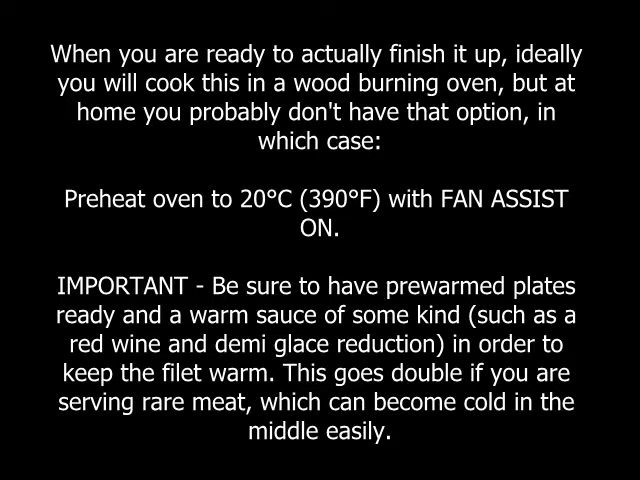 When you are ready to actually finish it up, ideally
you will cook this in a wood burning oven, but at
home you probably don't have that option, in
which case:
Preheat oven to 20°C (390°F) with FAN ASSIST
ON.
IMPORTANT - Be sure to have prewarmed plates
ready and a warm sauce of some kind (such as a
red wine and demi glace reduction) in order to
keep the filet warm. This goes double if you are
serving rare meat, which can become cold in the
middle easily.